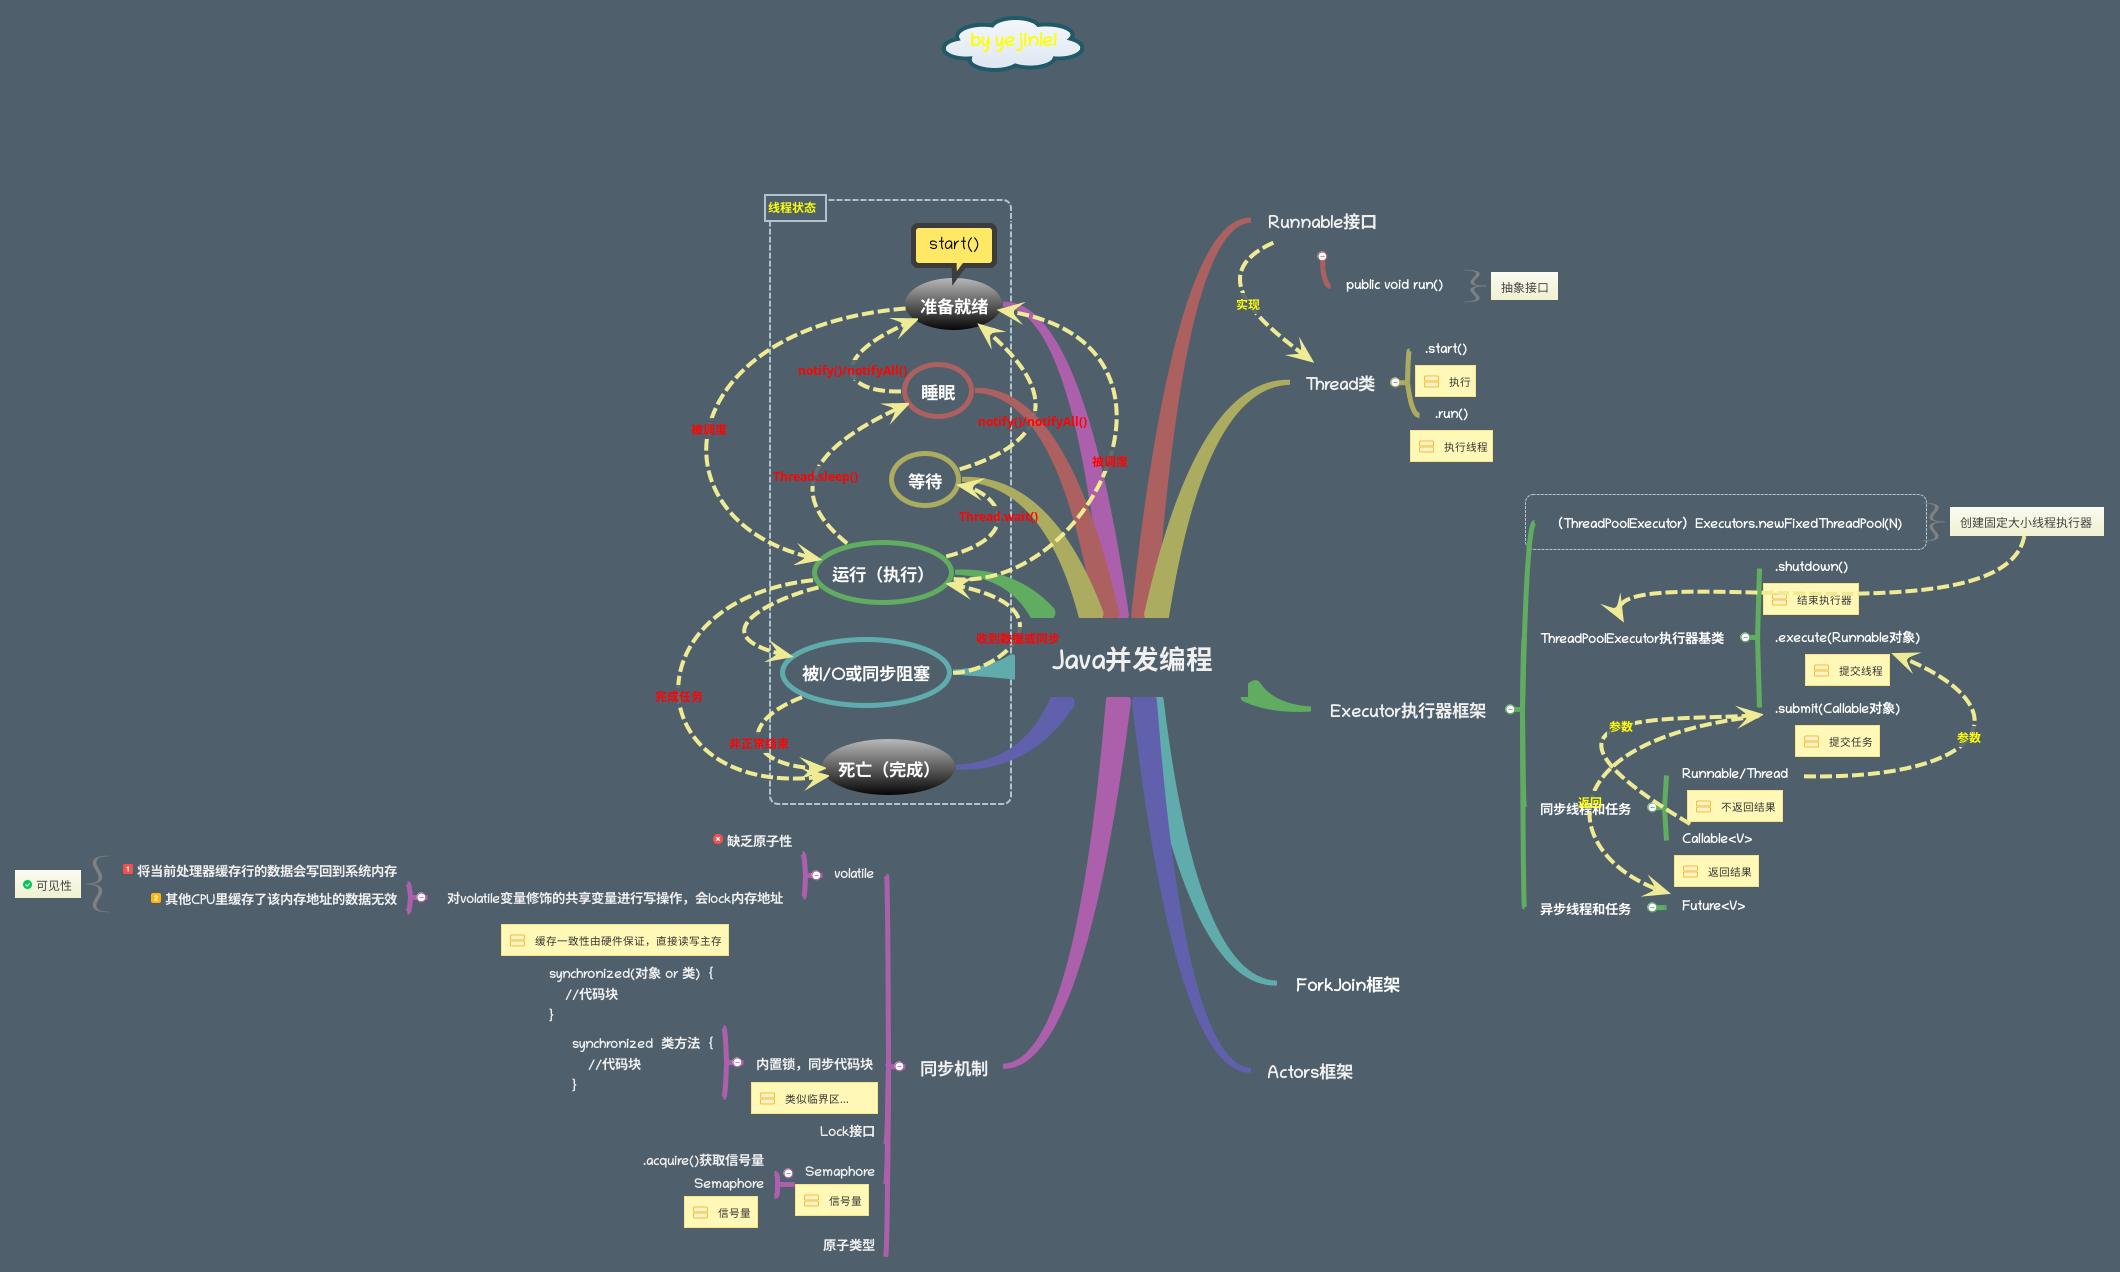 by yejinlei
线程状态
start()
准备就绪
notify()/notifyAll()
睡眠
被调度
notify()/notifyAll()
被调度
Thread.sleep()
等待
Thread.wait()
运行（执行）
收到数据或同步
被I/O或同步阻塞
完成任务
非正常结束
死亡（完成）
Java并发编程
Runnable接口
public void run()
抽象接口
实现
Thread类
.start()
执行
.run()
执行线程
Executor执行器框架
（ThreadPoolExecutor）Executors.newFixedThreadPool(N)
创建固定大小线程执行器
ThreadPoolExecutor执行器基类
.shutdown()
结束执行器
.execute(Runnable对象)
提交线程
.submit(Callable对象)
提交任务
参数
参数
返回
同步线程和任务
Runnable/Thread
不返回结果
Callable<V>
返回结果
异步线程和任务
Future<V>
ForkJoin框架
Actors框架
同步机制
volatile
缺乏原子性
对volatile变量修饰的共享变量进行写操作，会lock内存地址
缓存一致性由硬件保证，直接读写主存
1 将当前处理器缓存行的数据会写回到系统内存
2 其他CPU里缓存了该内存地址的数据无效
可见性
内置锁，同步代码块
类似临界区...
synchronized(对象 or 类) {
//代码块
}
synchronized 类方法 {
//代码块
}
Lock接口
Semaphore
信号量
.acquire()获取信号量
Semaphore
信号量
原子类型